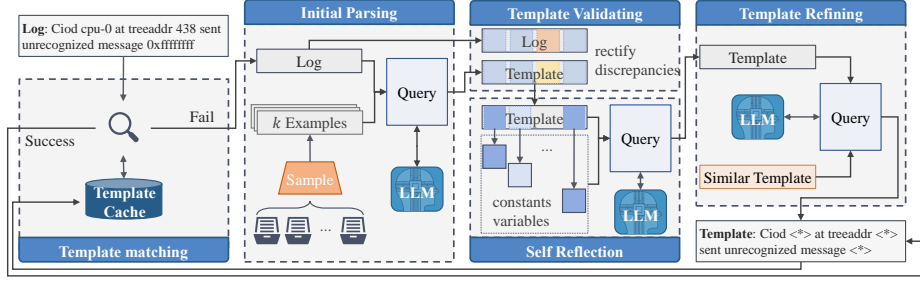 Log: Ciod cpu-0 at treeaddr 438 sent
unrecognized message 0xffffffff
Success
Fail
Template
Cache
Template matching
Initial Parsing
Log
k Examples
Sample
...
Query
LLM
Template Validating
Log
Template
rectify
discrepancies
Template
...
constants
variables
Query
LLM
Self Reflection
Template Refining
Template
LLM
Query
Similar Template
Template: Ciod <*> at treeaddr <*>
sent unrecognized message <*>